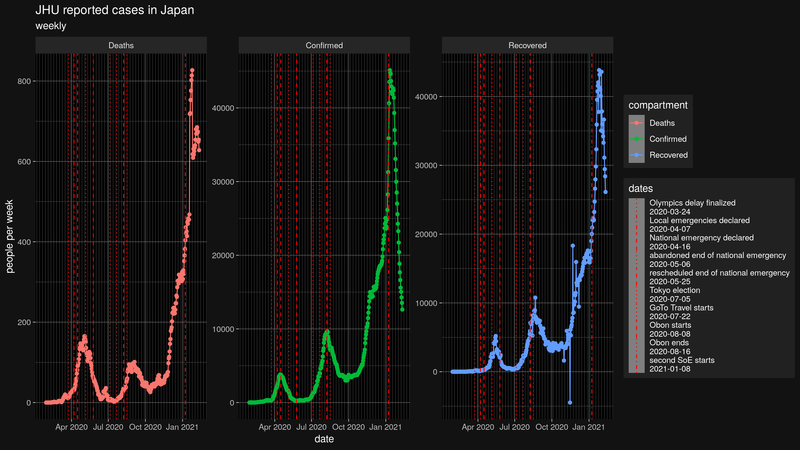 JHU reported cases in Japan
weekly
Deaths
Confirmed
Recovered
people per week
800
600
400
200
0
40000
30000
20000
10000
0
40000
30000
20000
10000
0
Apr 2020 Jul 2020 Oct 2020 Jan 2021
Apr 2020 Jul 2020 Oct 2020 Jan 2021
Apr 2020 Jul 2020 Oct 2020 Jan 2021
date
compartment
Deaths
Confirmed
Recovered
dates
Olympics delay finalized
2020-03-24
Local emergencies declared
2020-04-07
National emergency declared
2020-04-16
abandoned end of national emergency
2020-05-06
rescheduled end of national emergency
2020-05-25
Tokyo election
2020-07-05
GoTo Travel starts
2020-07-22
Obon starts
2020-08-08
Obon ends
2020-08-16
second SoE starts
2021-01-08